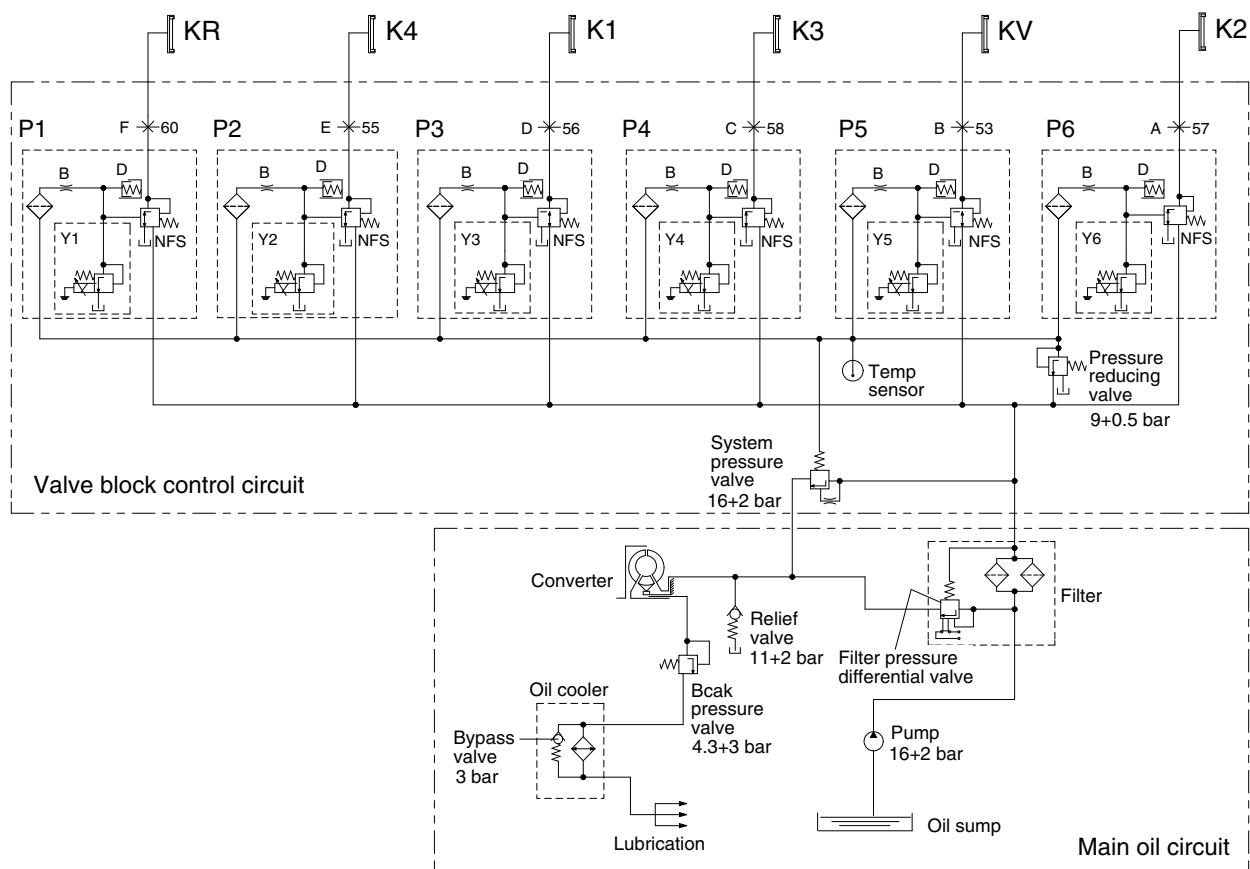 KR
K4
K1
K3
KV
K2
P1
F
60
P2
E
55
P3
D
56
P4
C
58
P5
B
53
P6
A
57
B
D
B
D
B
D
B
D
B
D
B
D
Y1
NFS
Y2
NFS
Y3
NFS
Y4
NFS
Y5
NFS
Y6
NFS
Temp
sensor
Pressure
reducing
valve
9+0.5 bar
System
pressure
valve
16+2 bar
Valve block control circuit
Converter
Relief
valve
11+2 bar
Filter pressure
differential valve
Filter
Oil cooler
Bcak
pressure
valve
4.3+3 bar
Bypass
valve
3 bar
Pump
16+2 bar
Lubrication
Oil sump
Main oil circuit